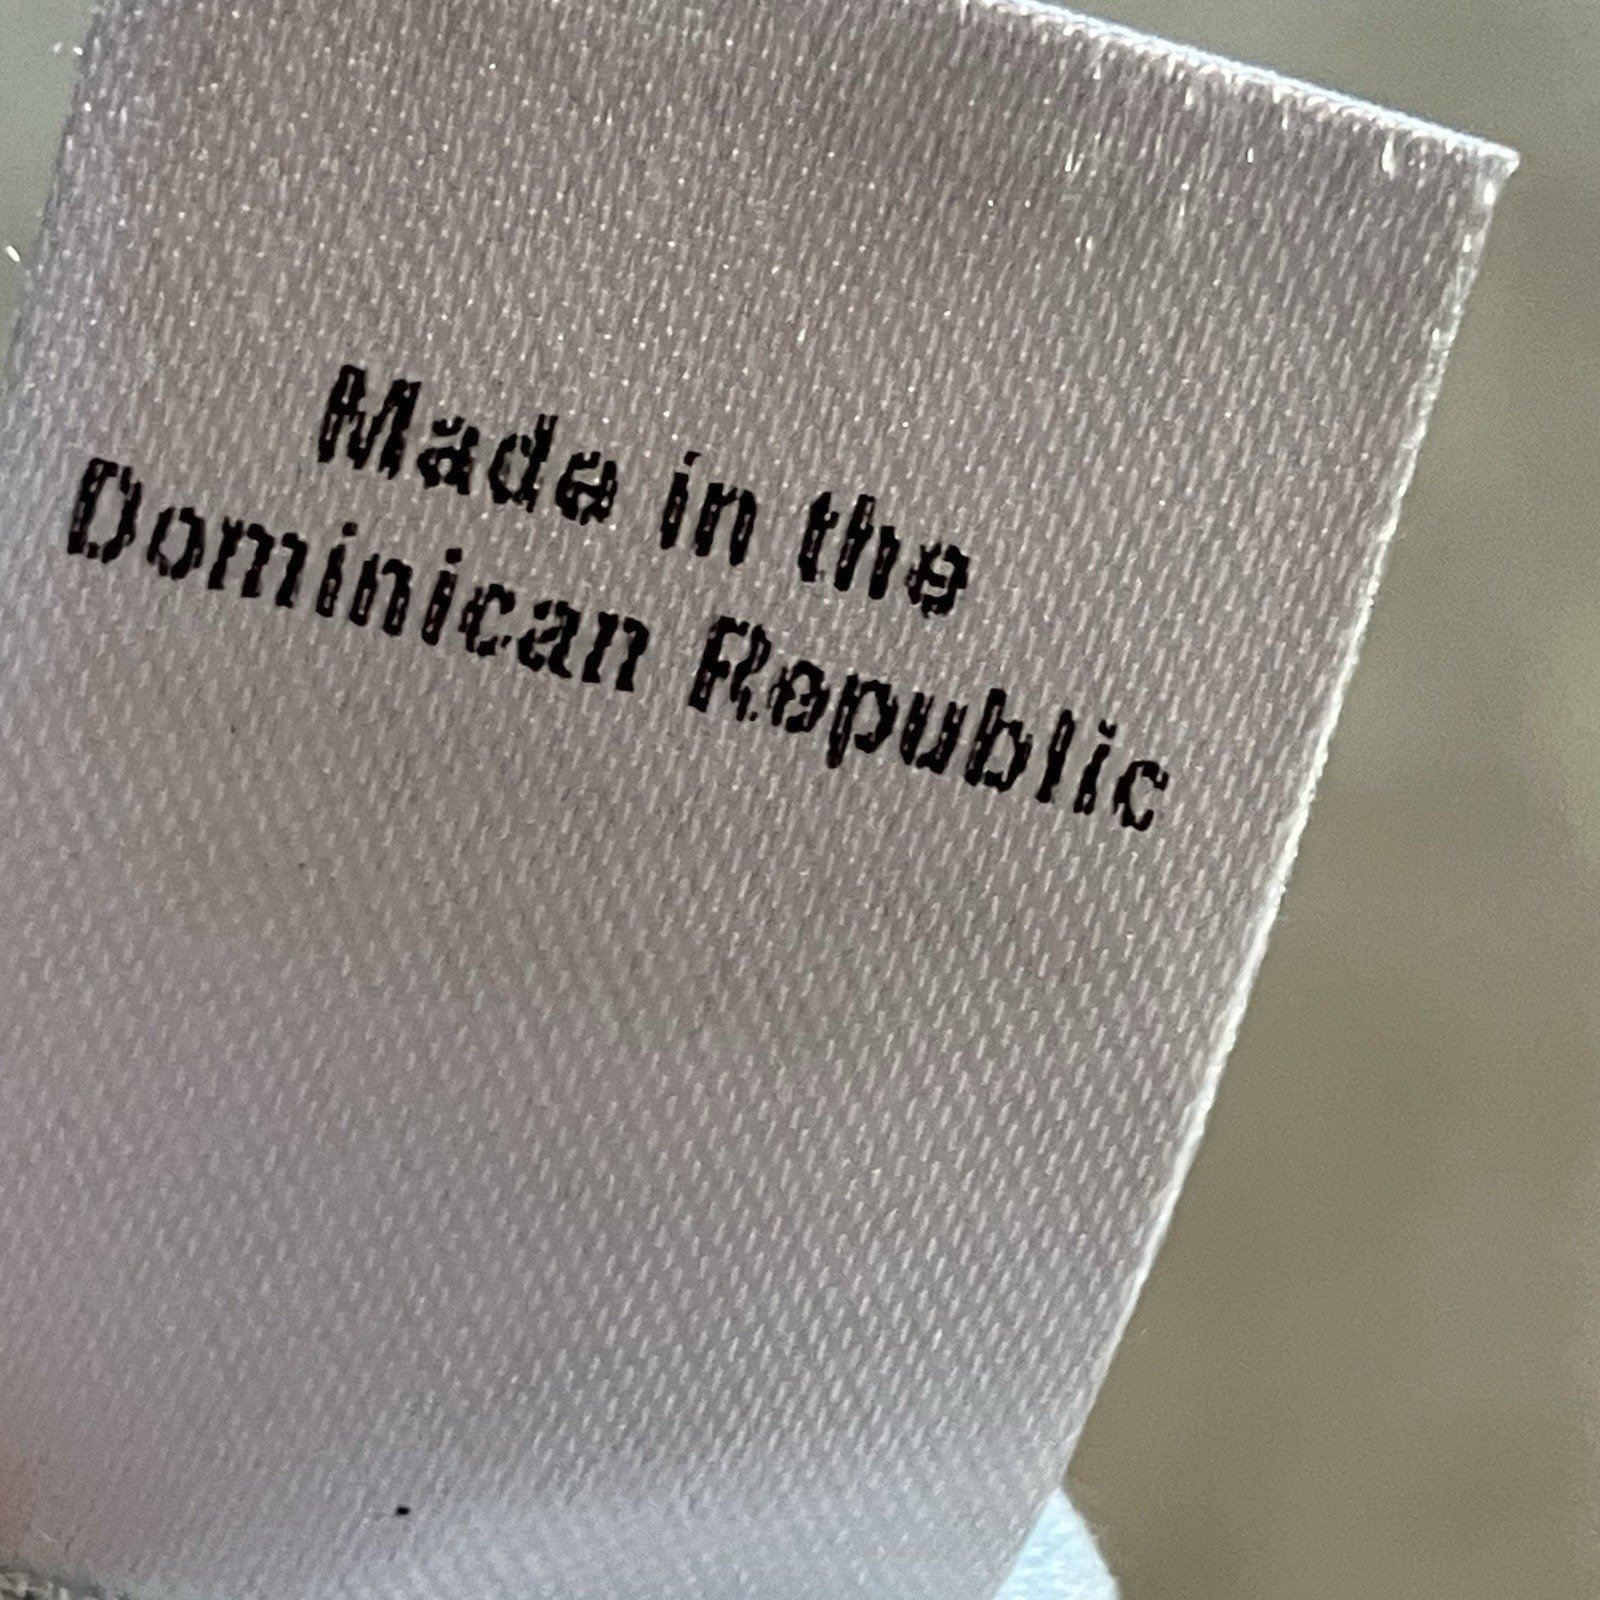 Made in the
Dominican Republic